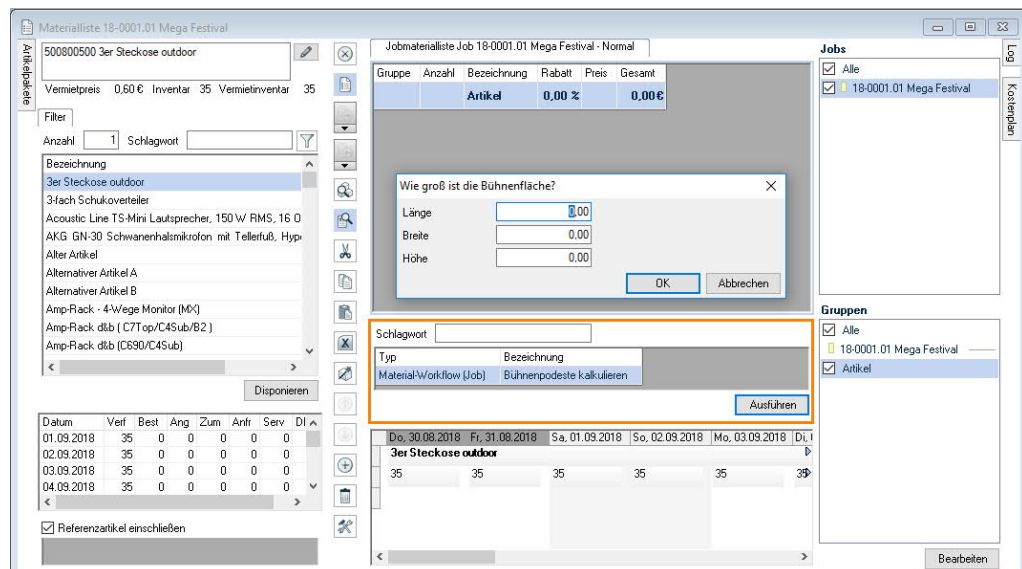 Materialliste 18-0001.01 Mega Festival
Artikelpakete
500800500 3er Steckose outdoor
Vermietpreis 0,60 € Inventar 35 Vermietinventar 35
Filter
Anzahl 1 Schlagwort
Bezeichnung
3er Steckose outdoor
3-fach Schukoverteiler
Acoustic Line TS-Mini Lautsprecher, 150 W RMS, 16 O
AKG GN-30 Schwanenhalsmikrofon mit Tellerfuß, Hype
Alter Artikel
Alternativer Artikel A
Alternativer Artikel B
Amp-Rack - 4-Wege Monitor (MX)
Amp-Rack d&b ( C7Top/C4Sub/B2 )
Amp-Rack d&b (C690/C4Sub)
Disponieren
Datum Verf Best Ang Zum Anfr Serv
01.09.2018 35 0 0 0 0 0
02.09.2018 35 0 0 0 0 0
03.09.2018 35 0 0 0 0 0
04.09.2018 35 0 0 0 0 0
Referenzartikel einschließen
Jobmaterialliste Job 18-0001.01 Mega Festival - Normal
Gruppe Anzahl Bezeichnung Rabatt Preis Gesamt
Artikel 0,00 % 0,00 €
Wie groß ist die Bühnenfläche?
Länge 0,00
Breite 0,00
Höhe 0,00
OK Abbrechen
Schlagwort
Typ Bezeichnung
Material-Workflow (Job) Bühnenpodeste kalkulieren
Ausführen
Do, 30.08.2018 Fr, 31.08.2018 Sa, 01.09.2018 So, 02.09.2018 Mo, 03.09.2018 Di,
3er Steckose outdoor
35 35 35 35 35 35
Jobs
Alle
18-0001.01 Mega Festival
Gruppen
Alle
18-0001.01 Mega Festival
Artikel
Bearbeiten
Log
Kostenplan